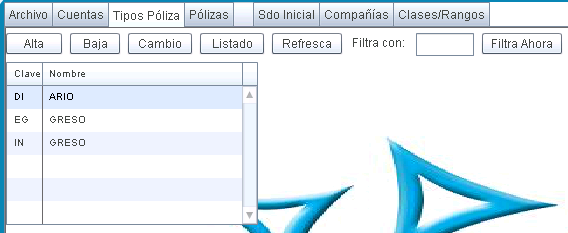 Archivo Cuentas Tipos Póliza Pólizas Sdo Inicial Compañías Clases/Rangos
Alta Baja Cambio Listado Refresca Filtra con: Filtra Ahora
Clave Nombre
DI ARIO
EG GRESO
IN GRESO